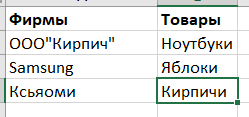 Фирмы Товары
ООО"Кирпич" Ноутбуки
Samsung Яблоки
Ксьяоми Кирпичи